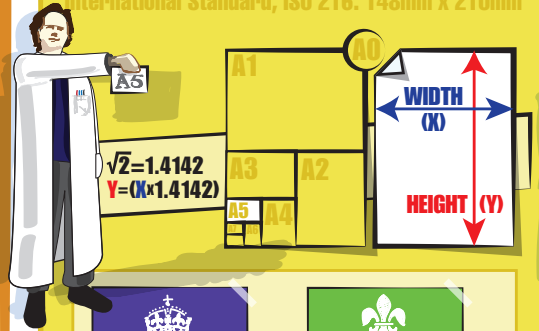 International Standard, ISO 216. 148mm x 210mm
A0
A1
A5
WIDTH
(X)
√2=1.4142
Y=(Xx1.4142)
A3
A2
A5
A4
HEIGHT (Y)